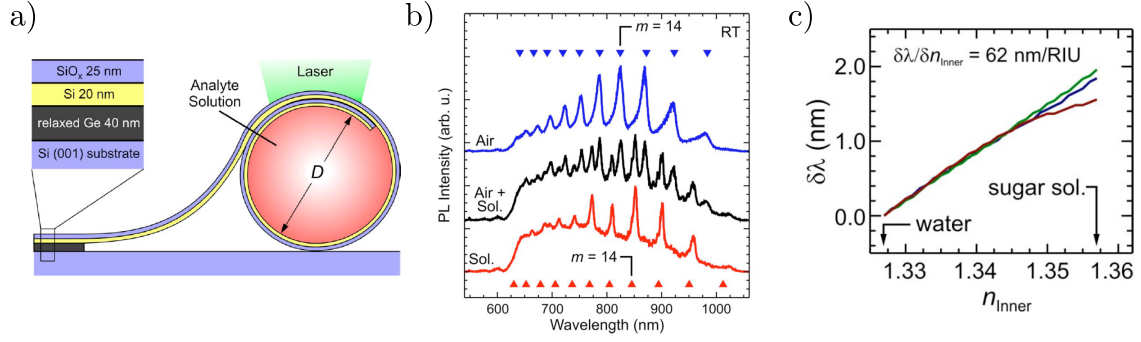 a)
SiOₓ 25 nm
Si 20 nm
relaxed Ge 40 nm
Si (001) substrate
Analyte
Solution
Laser
D
b)
m = 14
RT
Air
Air +
Sol.
Sol.
m = 14
PL Intensity (arb. u.)
600 700 800 900 1000
Wavelength (nm)
c)
δλ/δn_Inner = 62 nm/RIU
2.0
1.0
0.0
δλ (nm)
sugar sol.
water
1.33 1.34 1.35 1.36
n_Inner